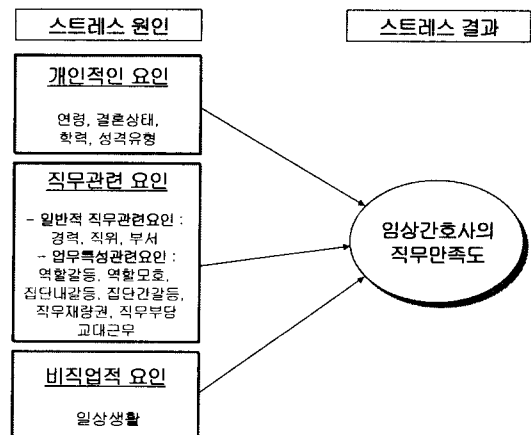 스트레스 원인
스트레스 결과
개인적인 요인
연령, 결혼상태,
학력, 성격유형
직무관련 요인
- 일반적 직무관련요인 :
경력, 직위, 부서
- 업무특성관련요인 :
역할갈등, 역할모호,
집단내갈등, 집단간갈등,
직무재량권, 직무부담
교대근무
비직업적 요인
일상생활
임상간호사의
직무만족도